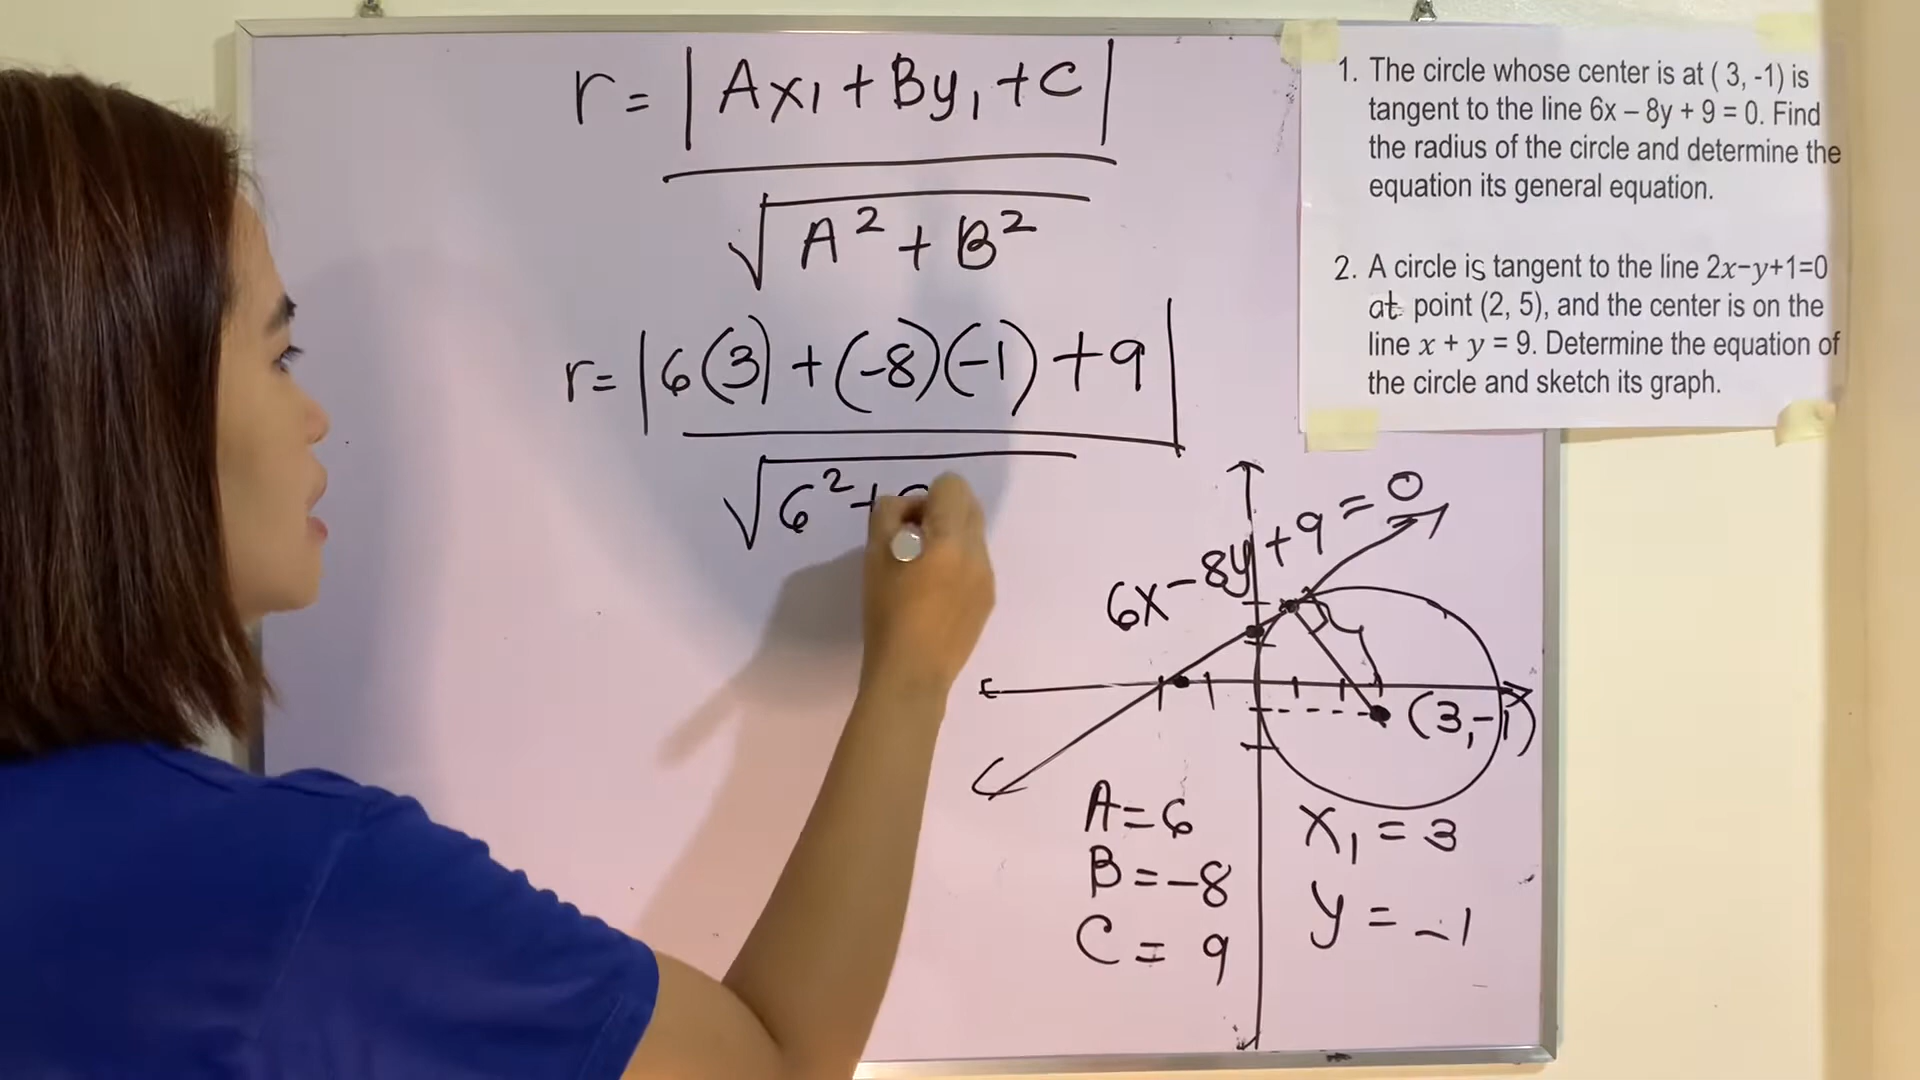 r = | Ax₁ + By₁ + C |
√ A² + B²
r = | 6(3) + (-8)(-1) + 9 |
√ 6² +
1. The circle whose center is at ( 3, -1) is
tangent to the line 6x – 8y + 9 = 0. Find
the radius of the circle and determine the
equation its general equation.
2. A circle is tangent to the line 2x−y+1=0
at point (2, 5), and the center is on the
line x + y = 9. Determine the equation of
the circle and sketch its graph.
6x - 8y + 9 = 0
(3, -1)
A = 6
B = -8
C = 9
x₁ = 3
y = -1